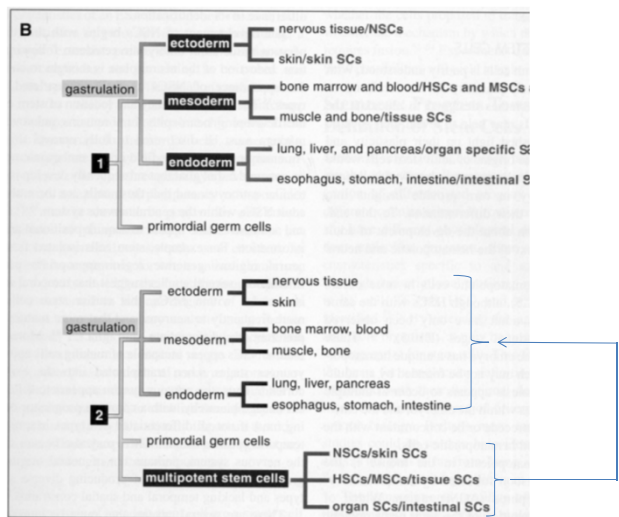 B
nervous tissue/NSCs
ectoderm
skin/skin SCs
gastrulation
bone marrow and blood/HSCs and MSCs
mesoderm
muscle and bone/tissue SCs
lung, liver, and pancreas/organ specific
1
endoderm
esophagus, stomach, intestine/intestinal
primordial germ cells
nervous tissue
ectoderm
skin
gastrulation
bone marrow, blood
mesoderm
muscle, bone
lung, liver, pancreas
endoderm
esophagus, stomach, intestine
2
primordial germ cells
NSCs/skin SCs
multipotent stem cells
HSCs/MSCs/tissue SCs
organ SCs/intestinal SCs